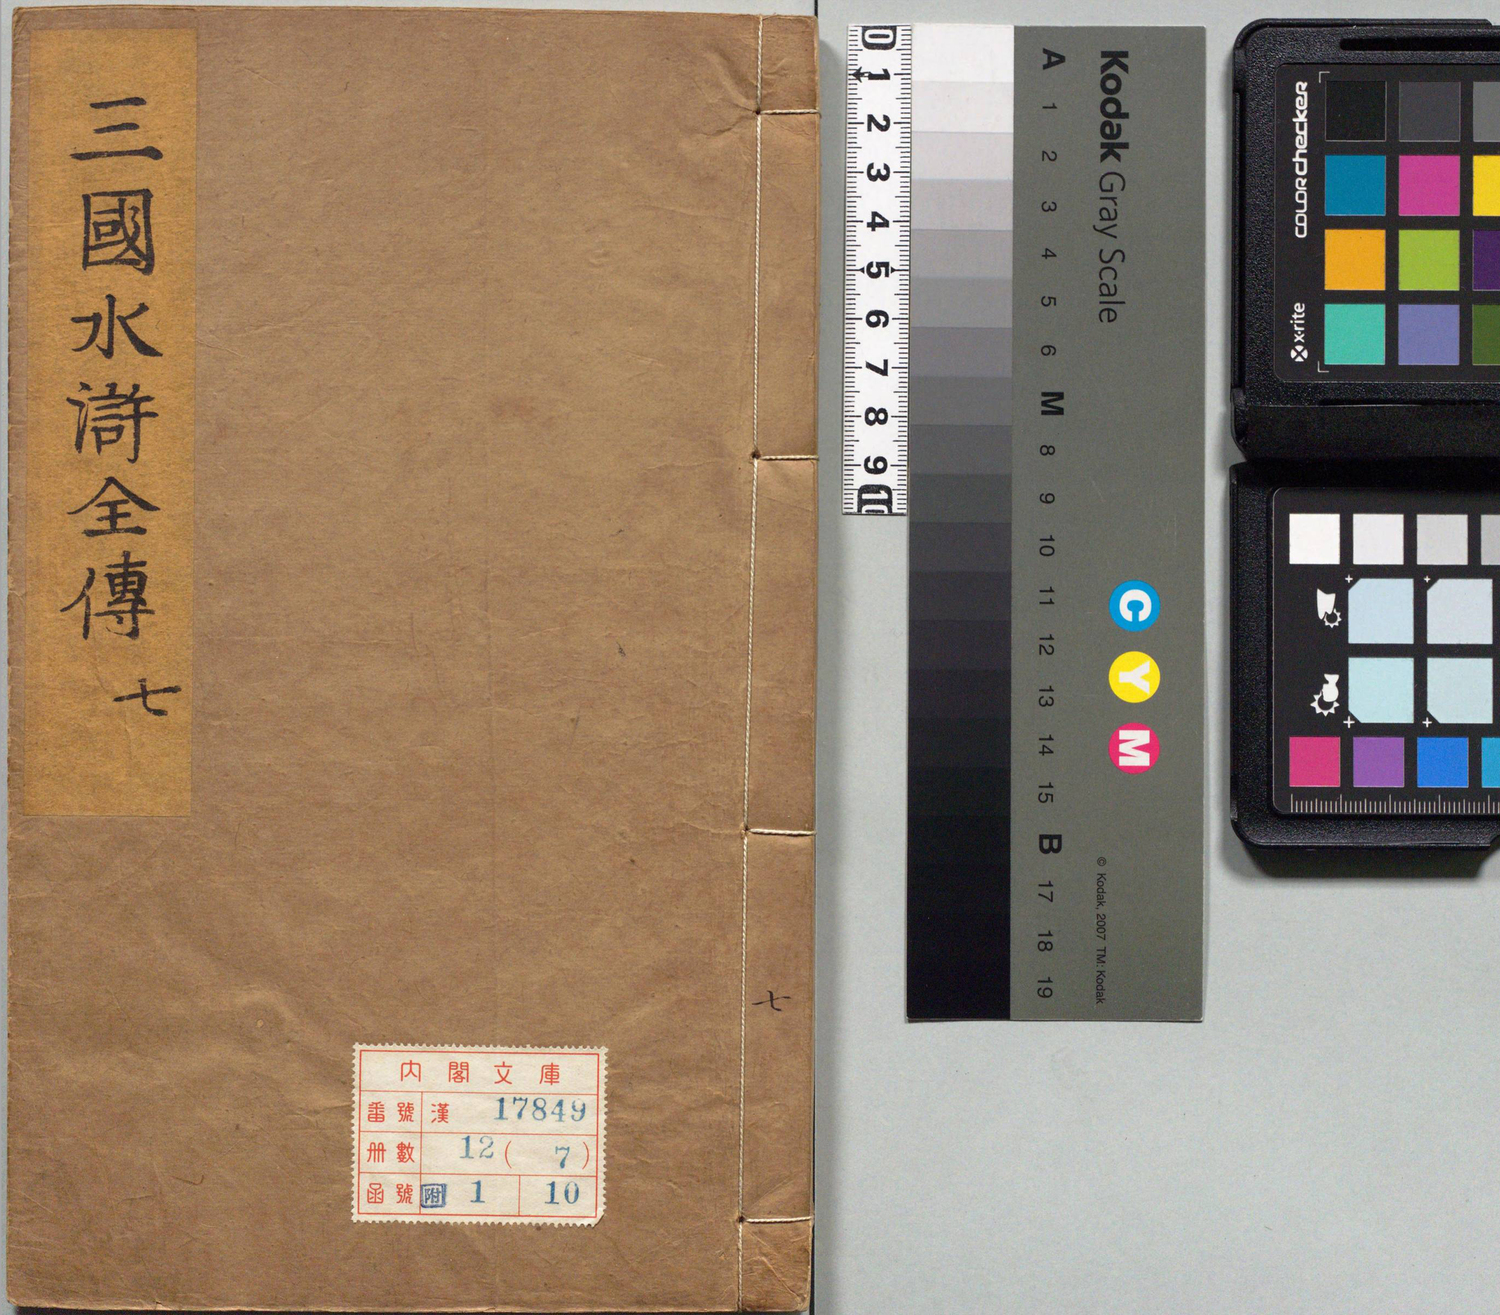 三國水滸全傳 七
七
内閣文庫
番號 漢 17849
冊數 12 ( 7 )
函號 附 1 10
0 1 2 3 4 5 6 7 8 9 10
Kodak Gray Scale
A 1 2 3 4 5 6 M 8 9 10 11 12 13 14 15 B 17 18 19
C Y M
© Kodak, 2007 TM: Kodak
colorchecker
x-rite